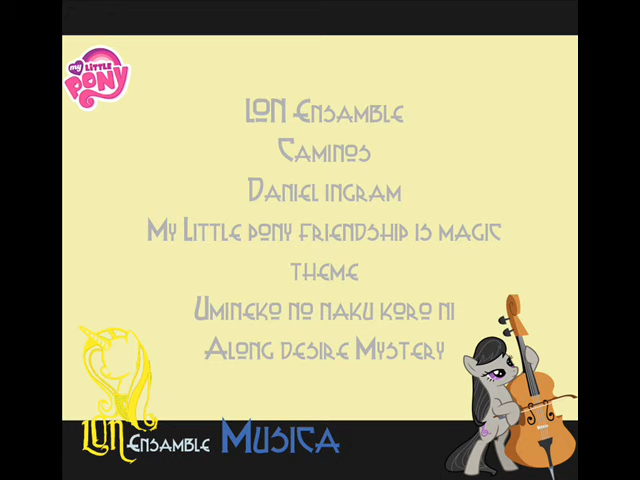 my LITTLE PONY
LON Ensamble
Caminos
Daniel ingram
My Little pony friendship is magic
theme
Umineko no naku koro ni
Along desire Mystery
LON Ensamble Musica